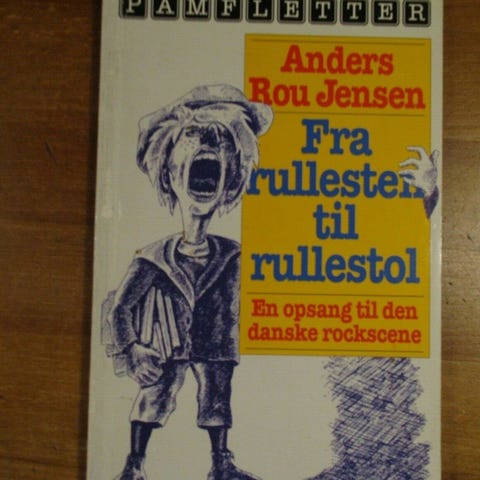 PAMFLETTER
Anders
Rou Jensen
Fra
rullesten
til
rullestol
En opsang til den
danske rockscene